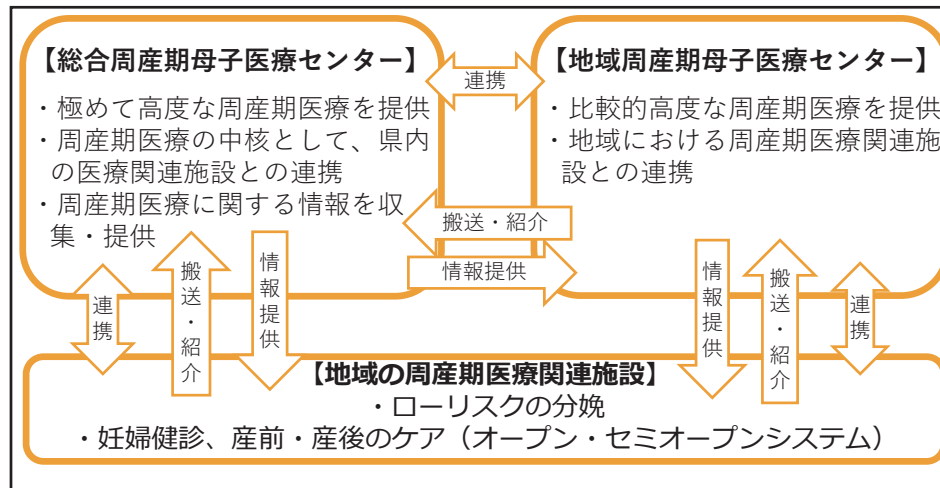 【総合周産期母子医療センター】
・極めて高度な周産期医療を提供
・周産期医療の中核として、県内
の医療関連施設との連携
・周産期医療に関する情報を収
集・提供
連携
【地域周産期母子医療センター】
・比較的高度な周産期医療を提供
・地域における周産期医療関連施
設との連携
搬送・紹介
情報提供
連携
搬送・紹介
情報提供
情報提供
搬送・紹介
連携
【地域の周産期医療関連施設】
・ローリスクの分娩
・妊婦健診、産前・産後のケア（オープン・セミオープンシステム）